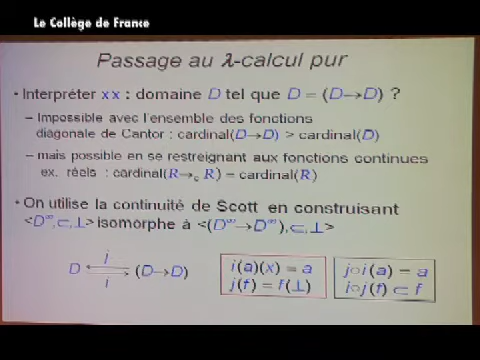 Le Collège de France
Passage au λ-calcul pur
• Interpréter xx : domaine D tel que D = (D→D) ?
– Impossible avec l'ensemble des fonctions
diagonale de Cantor : cardinal(D→D) > cardinal(D)
– mais possible en se restreignant aux fonctions continues
ex. réels : cardinal(R→c R) = cardinal(R)
• On utilise la continuité de Scott en construisant
<D∞,⊂,⊥> isomorphe à <(D∞→D∞),⊂,⊥>
j
D (D→D)
i
i(a)(x) = a
j(f) = f(⊥)
j○i(a) = a
i○j(f) ⊂ f